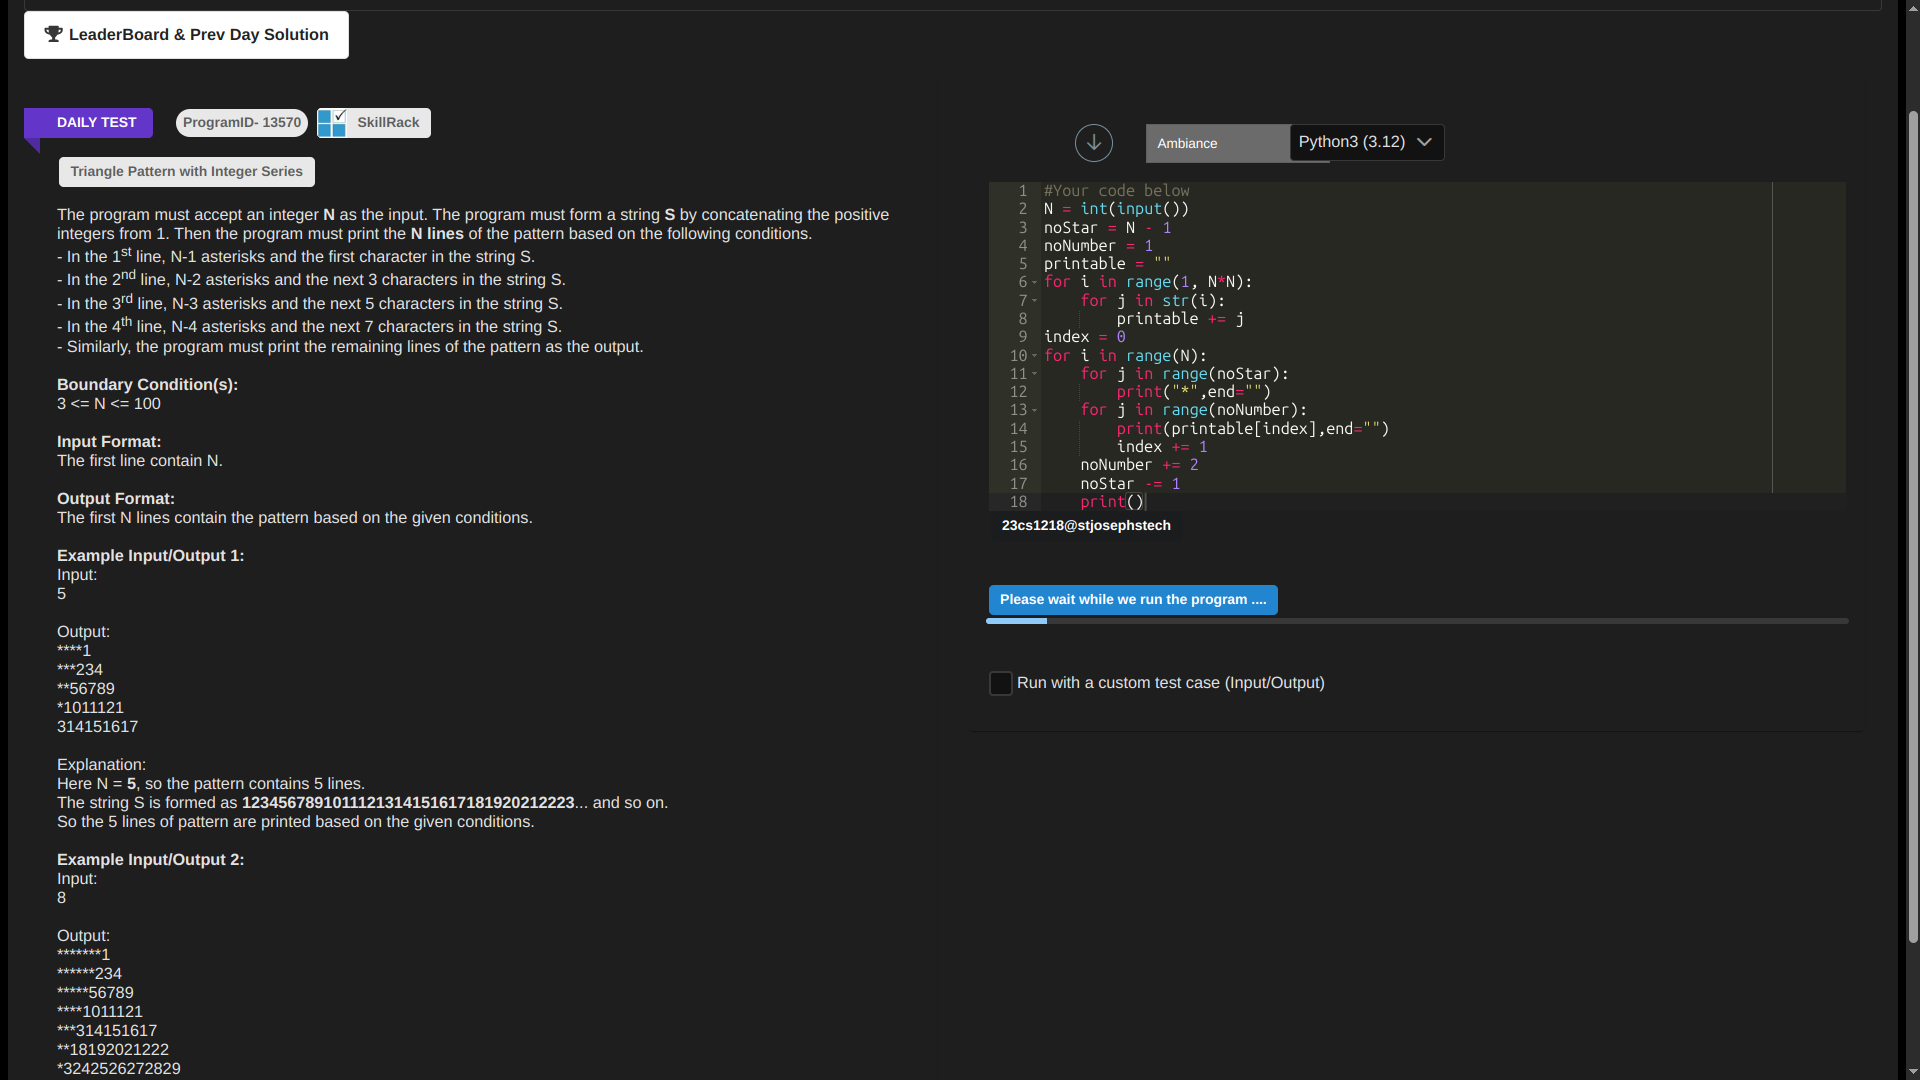 LeaderBoard & Prev Day Solution
DAILY TEST
ProgramID- 13570
SkillRack
Triangle Pattern with Integer Series
The program must accept an integer N as the input. The program must form a string S by concatenating the positive
integers from 1. Then the program must print the N lines of the pattern based on the following conditions.
- In the 1st line, N-1 asterisks and the first character in the string S.
- In the 2nd line, N-2 asterisks and the next 3 characters in the string S.
- In the 3rd line, N-3 asterisks and the next 5 characters in the string S.
- In the 4th line, N-4 asterisks and the next 7 characters in the string S.
- Similarly, the program must print the remaining lines of the pattern as the output.
Boundary Condition(s):
3 <= N <= 100
Input Format:
The first line contain N.
Output Format:
The first N lines contain the pattern based on the given conditions.
Example Input/Output 1:
Input:
5
Output:
****1
***234
**56789
*1011121
314151617
Explanation:
Here N = 5, so the pattern contains 5 lines.
The string S is formed as 1234567891011121314151617181920212223... and so on.
So the 5 lines of pattern are printed based on the given conditions.
Example Input/Output 2:
Input:
8
Output:
*******1
******234
*****56789
****1011121
***314151617
**18192021222
*3242526272829
Ambiance
Python3 (3.12)
1 #Your code below
2 N = int(input())
3 noStar = N - 1
4 noNumber = 1
5 printable = ""
6 for i in range(1, N*N):
7     for j in str(i):
8         printable += j
9 index = 0
10 for i in range(N):
11     for j in range(noStar):
12         print("*",end="")
13     for j in range(noNumber):
14         print(printable[index],end="")
15         index += 1
16     noNumber += 2
17     noStar -= 1
18     print()
23cs1218@stjosephstech
Please wait while we run the program ....
Run with a custom test case (Input/Output)